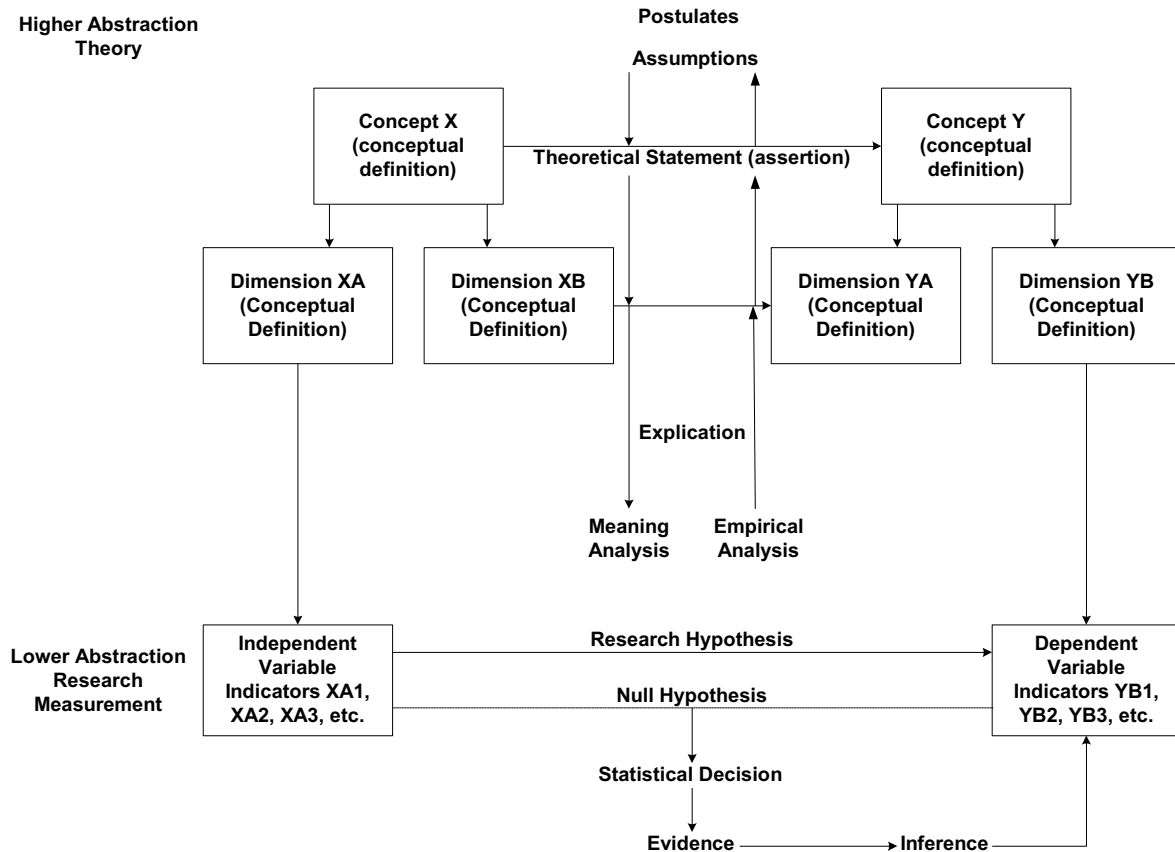 Higher Abstraction
Theory
Postulates
Assumptions
Concept X
(conceptual
definition)
Theoretical Statement (assertion)
Concept Y
(conceptual
definition)
Dimension XA
(Conceptual
Definition)
Dimension XB
(Conceptual
Definition)
Dimension YA
(Conceptual
Definition)
Dimension YB
(Conceptual
Definition)
Explication
Meaning
Analysis
Empirical
Analysis
Lower Abstraction
Research
Measurement
Independent
Variable
Indicators XA1,
XA2, XA3, etc.
Research Hypothesis
Null Hypothesis
Dependent
Variable
Indicators YB1,
YB2, YB3, etc.
Statistical Decision
Evidence
Inference